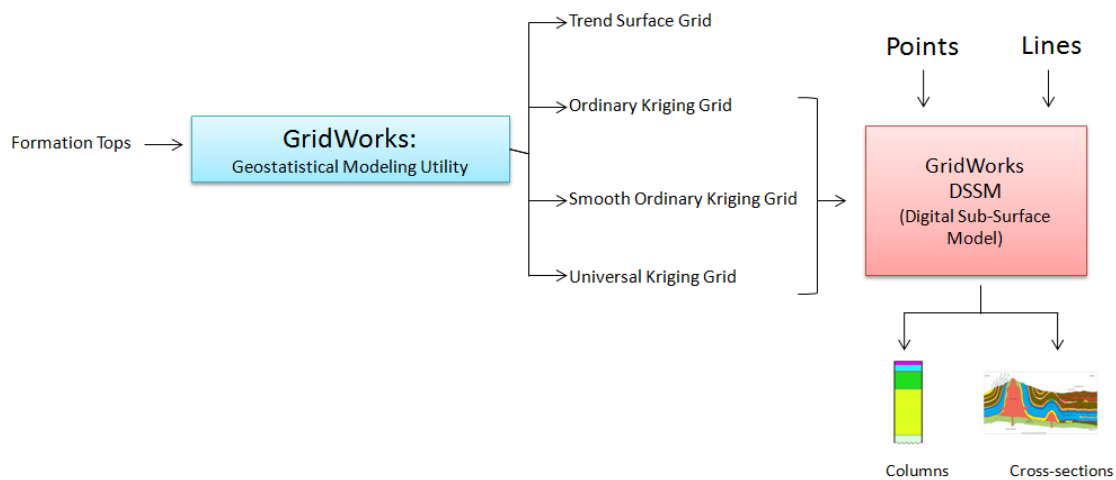 Trend Surface Grid
Points
Lines
Ordinary Kriging Grid
Formation Tops
GridWorks:
Geostatistical Modeling Utility
GridWorks
DSSM
(Digital Sub-Surface
Model)
Smooth Ordinary Kriging Grid
Universal Kriging Grid
Columns
Cross-sections